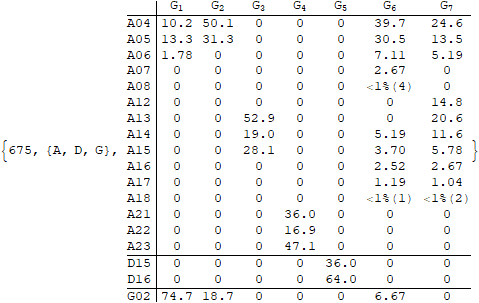 G₁ G₂ G₃ G₄ G₅ G₆ G₇
A04 10.2 50.1 0 0 0 39.7 24.6
A05 13.3 31.3 0 0 0 30.5 13.5
A06 1.78 0 0 0 0 7.11 5.19
A07 0 0 0 0 0 2.67 0
A08 0 0 0 0 0 <1%(4) 0
A12 0 0 0 0 0 0 14.8
A13 0 0 52.9 0 0 0 20.6
A14 0 0 19.0 0 0 5.19 11.6
{675, {A, D, G}, A15 0 0 28.1 0 0 3.70 5.78 }
A16 0 0 0 0 0 2.52 2.67
A17 0 0 0 0 0 1.19 1.04
A18 0 0 0 0 0 <1%(1) <1%(2)
A21 0 0 0 36.0 0 0 0
A22 0 0 0 16.9 0 0 0
A23 0 0 0 47.1 0 0 0
D15 0 0 0 0 36.0 0 0
D16 0 0 0 0 64.0 0 0
G02 74.7 18.7 0 0 0 6.67 0